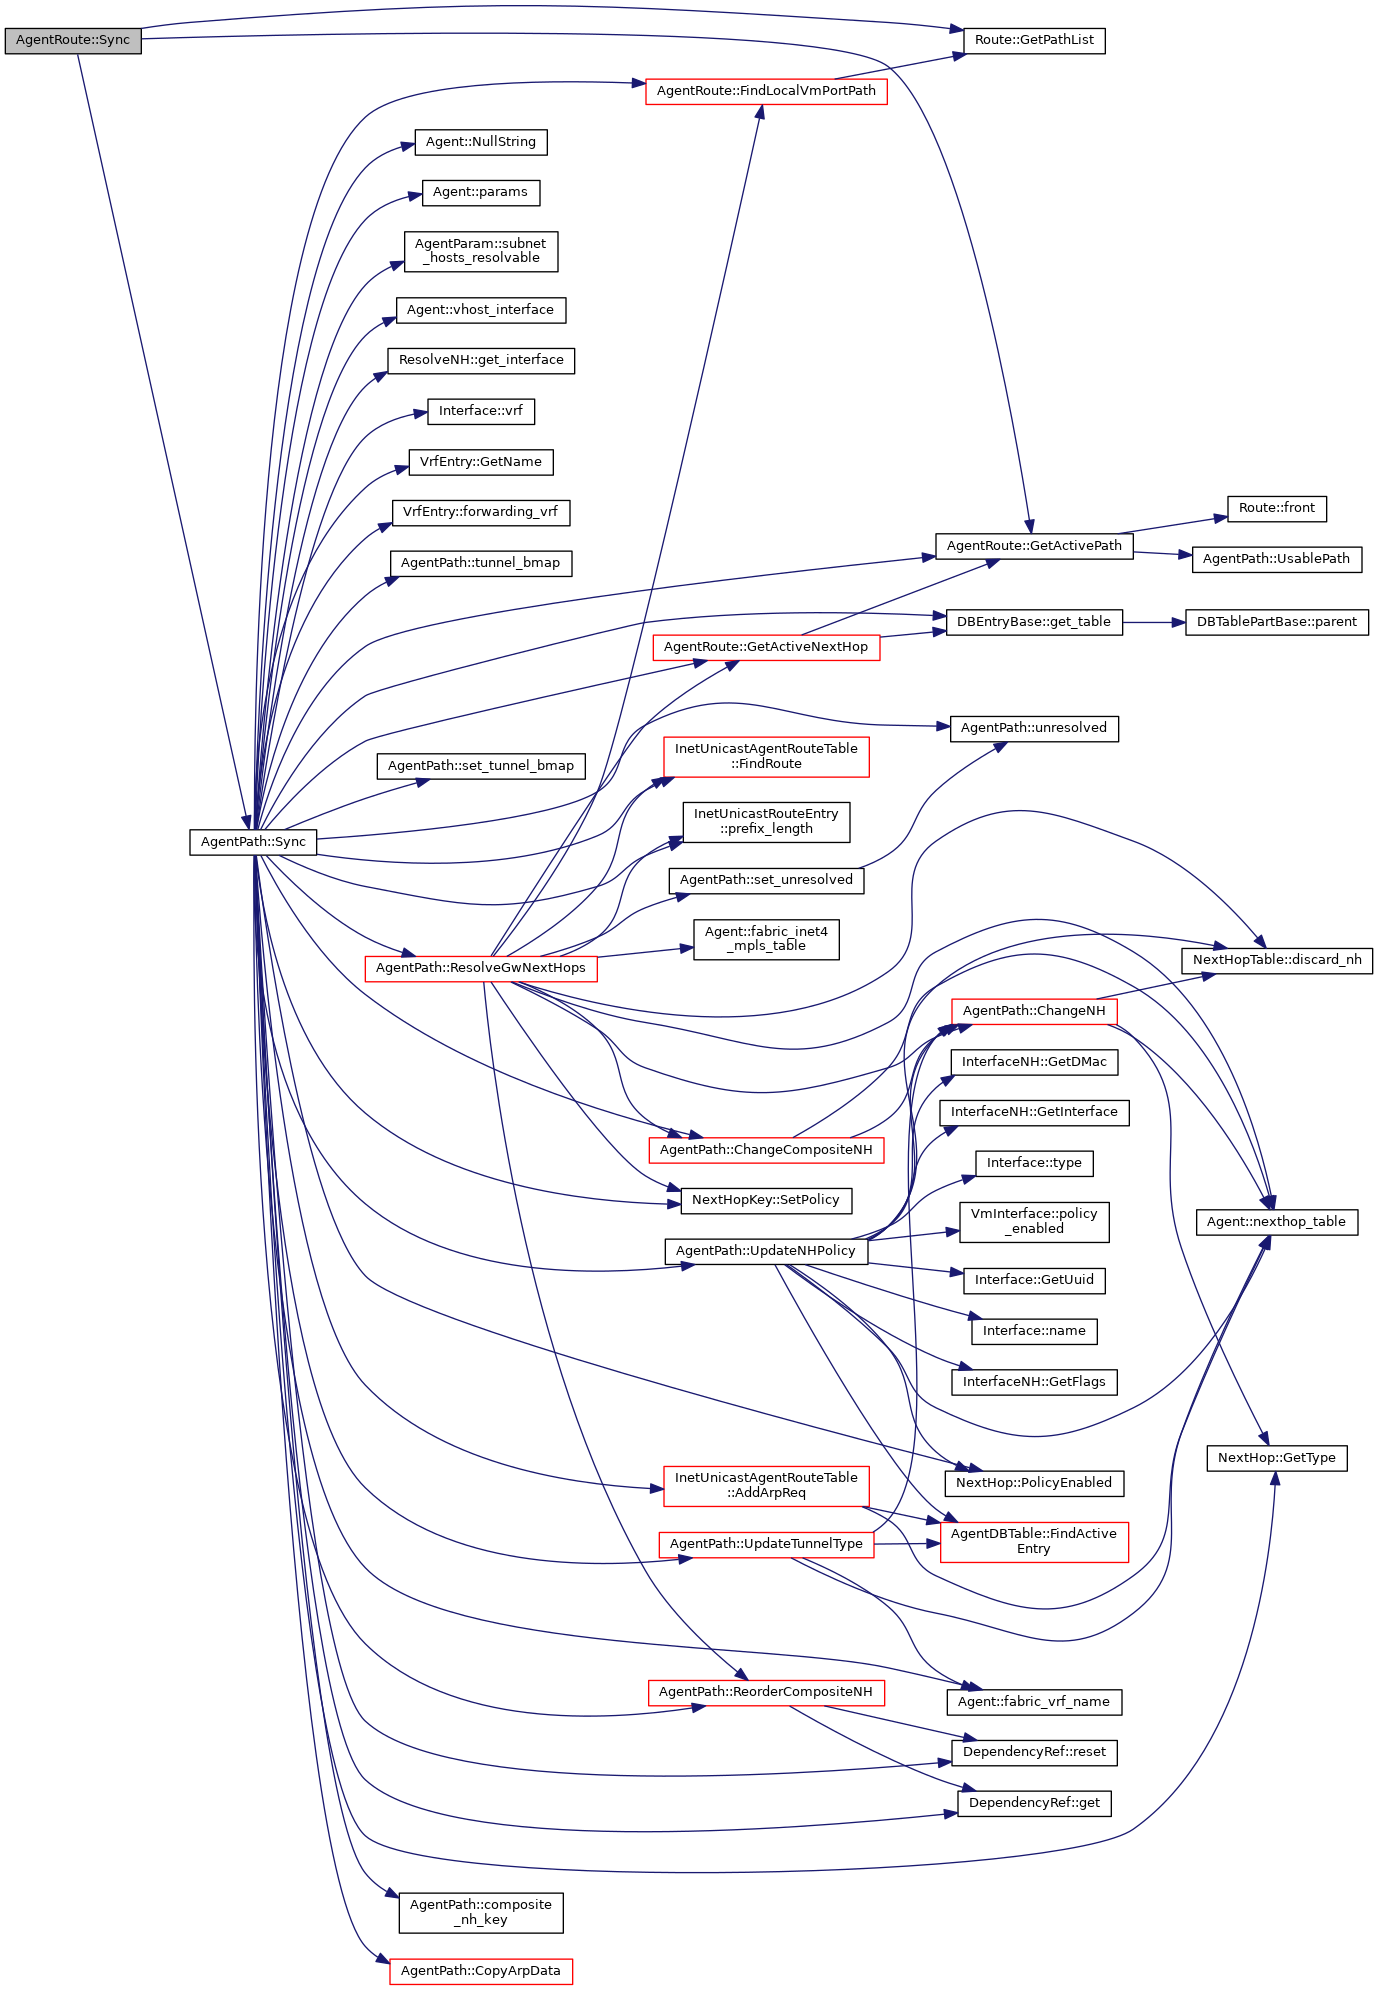 AgentRoute::Sync
Route::GetPathList
AgentRoute::FindLocalVmPortPath
Agent::NullString
Agent::params
AgentParam::subnet
_hosts_resolvable
Agent::vhost_interface
ResolveNH::get_interface
Interface::vrf
VrfEntry::GetName
VrfEntry::forwarding_vrf
Route::front
AgentRoute::GetActivePath
AgentPath::UsablePath
AgentPath::tunnel_bmap
DBEntryBase::get_table
DBTablePartBase::parent
AgentRoute::GetActiveNextHop
AgentPath::unresolved
InetUnicastAgentRouteTable
::FindRoute
AgentPath::set_tunnel_bmap
InetUnicastRouteEntry
::prefix_length
AgentPath::Sync
AgentPath::set_unresolved
Agent::fabric_inet4
_mpls_table
NextHopTable::discard_nh
AgentPath::ResolveGwNextHops
AgentPath::ChangeNH
InterfaceNH::GetDMac
InterfaceNH::GetInterface
AgentPath::ChangeCompositeNH
Interface::type
NextHopKey::SetPolicy
VmInterface::policy
_enabled
Agent::nexthop_table
AgentPath::UpdateNHPolicy
Interface::GetUuid
Interface::name
InterfaceNH::GetFlags
NextHop::GetType
NextHop::PolicyEnabled
InetUnicastAgentRouteTable
::AddArpReq
AgentDBTable::FindActive
Entry
AgentPath::UpdateTunnelType
AgentPath::ReorderCompositeNH
Agent::fabric_vrf_name
DependencyRef::reset
DependencyRef::get
AgentPath::composite
_nh_key
AgentPath::CopyArpData